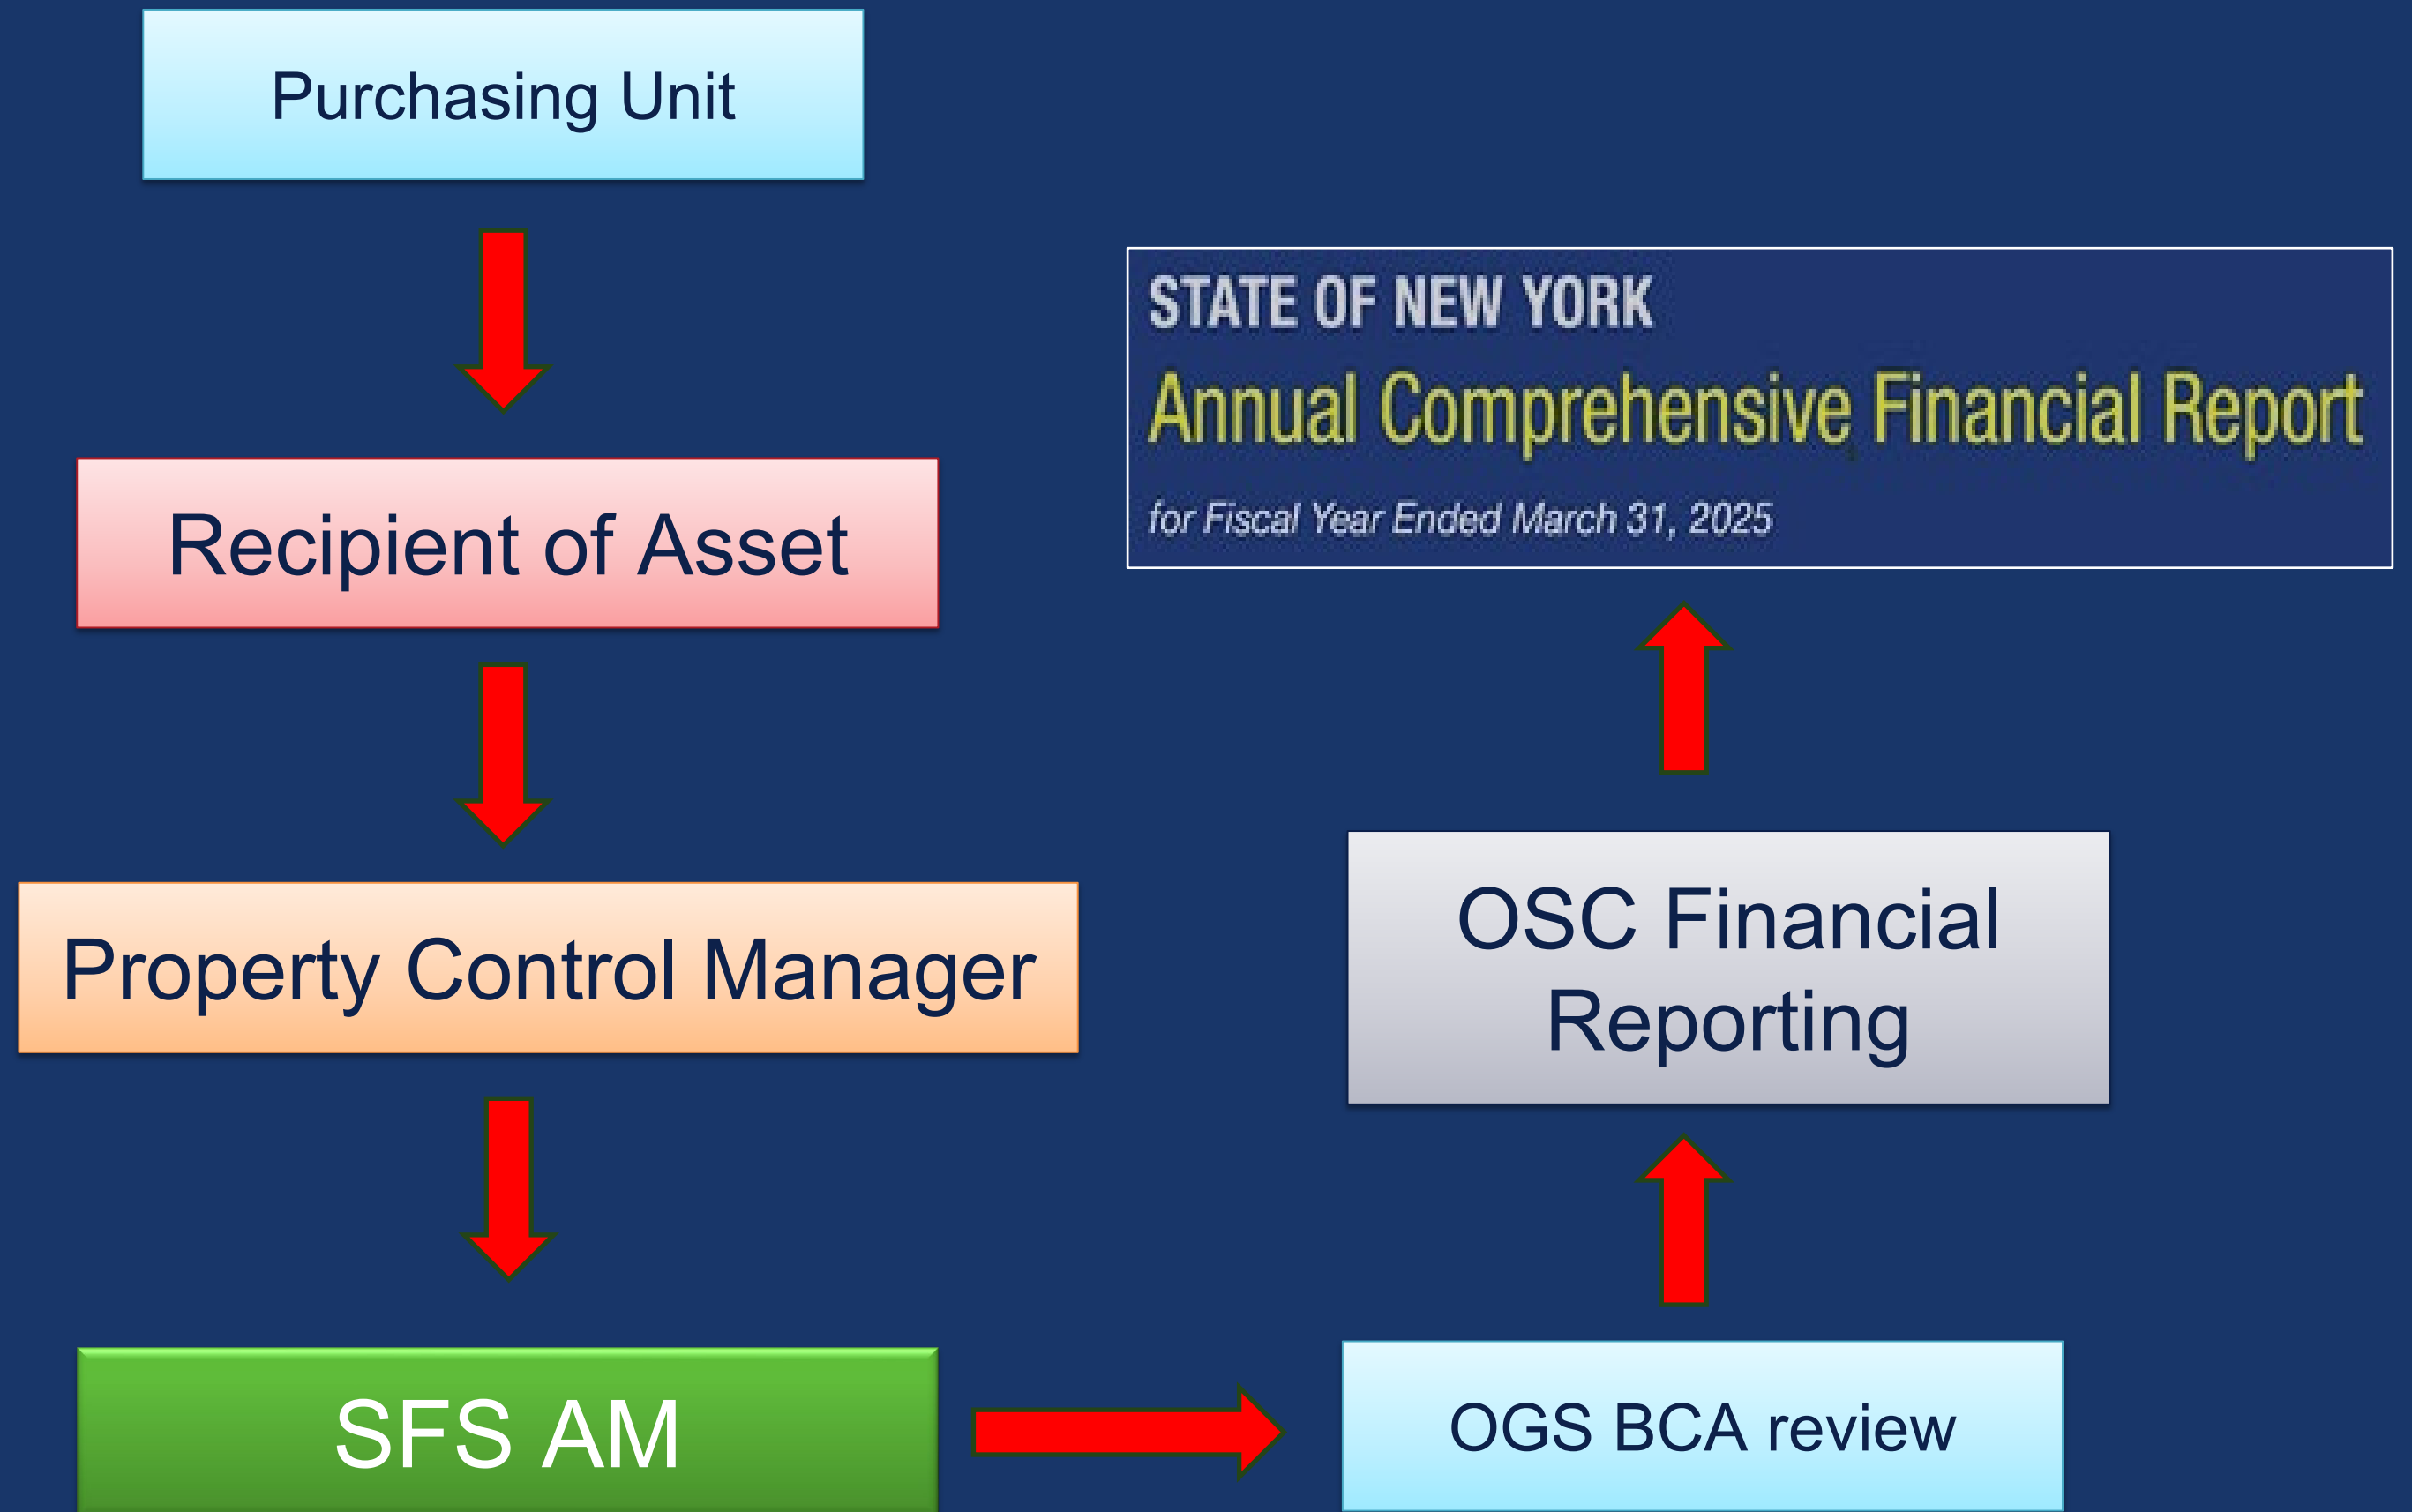 Purchasing Unit
Recipient of Asset
Property Control Manager
SFS AM
OGS BCA review
OSC Financial
Reporting
STATE OF NEW YORK
Annual Comprehensive Financial Report
for Fiscal Year Ended March 31, 2025